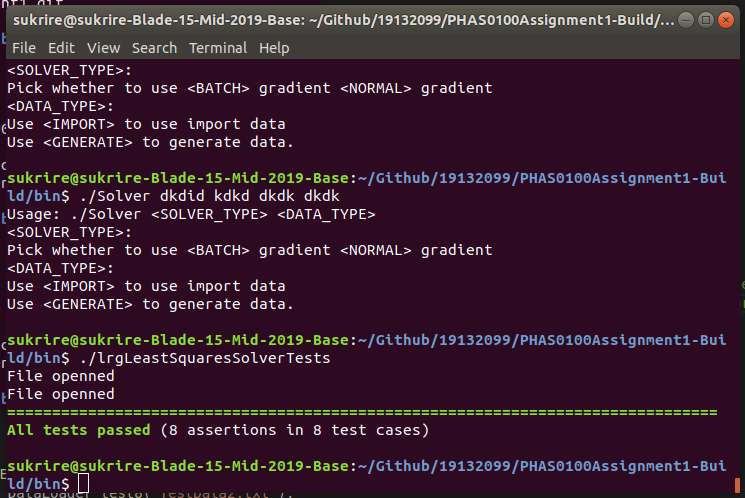 sukrire@sukrire-Blade-15-Mid-2019-Base: ~/Github/19132099/PHAS0100Assignment1-Build/...
File Edit View Search Terminal Help
<SOLVER_TYPE>:
Pick whether to use <BATCH> gradient <NORMAL> gradient
<DATA_TYPE>:
Use <IMPORT> to use import data
Use <GENERATE> to generate data.
sukrire@sukrire-Blade-15-Mid-2019-Base:~/Github/19132099/PHAS0100Assignment1-Bui
ld/bin$ ./Solver dkdid kdkd dkdk dkdk
Usage: ./Solver <SOLVER_TYPE> <DATA_TYPE>
<SOLVER_TYPE>:
Pick whether to use <BATCH> gradient <NORMAL> gradient
<DATA_TYPE>:
Use <IMPORT> to use import data
Use <GENERATE> to generate data.
sukrire@sukrire-Blade-15-Mid-2019-Base:~/Github/19132099/PHAS0100Assignment1-Bui
ld/bin$ ./lrgLeastSquaresSolverTests
File openned
File openned
===============================================================================
All tests passed (8 assertions in 8 test cases)
sukrire@sukrire-Blade-15-Mid-2019-Base:~/Github/19132099/PHAS0100Assignment1-Bui
ld/bin$